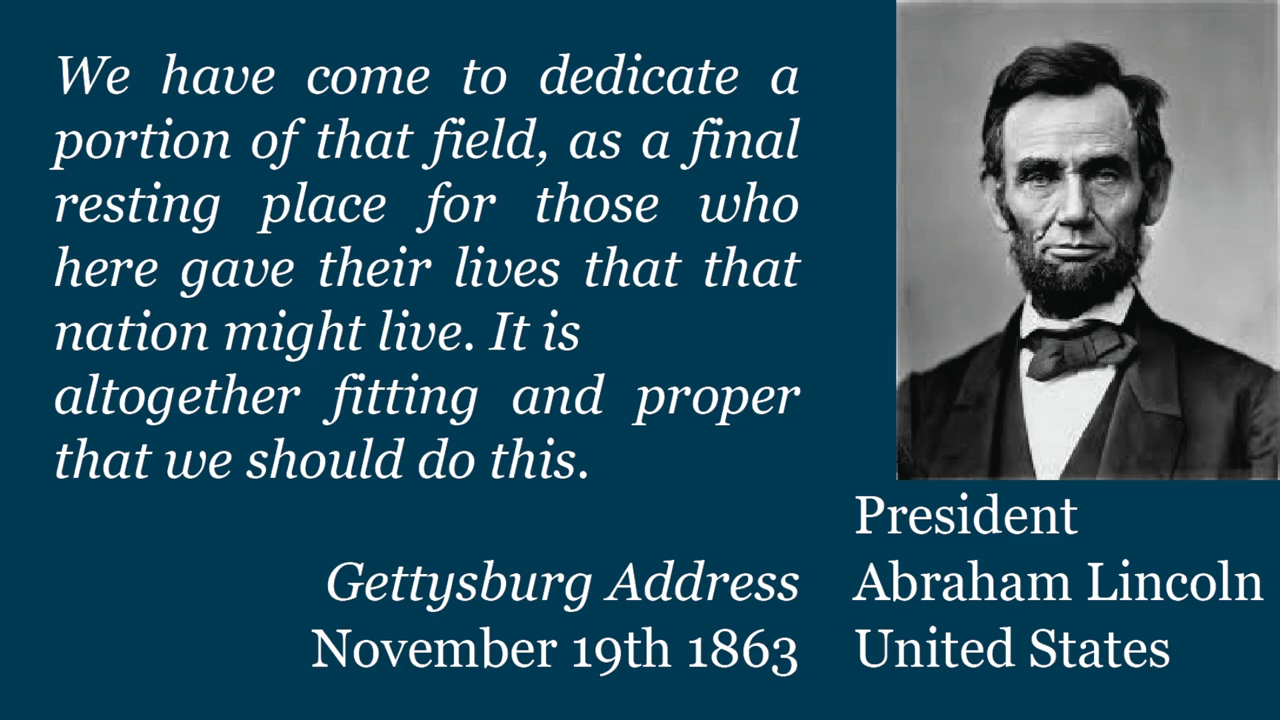 We have come to dedicate a
portion of that field, as a final
resting place for those who
here gave their lives that that
nation might live. It is
altogether fitting and proper
that we should do this.
Gettysburg Address
November 19th 1863
President
Abraham Lincoln
United States